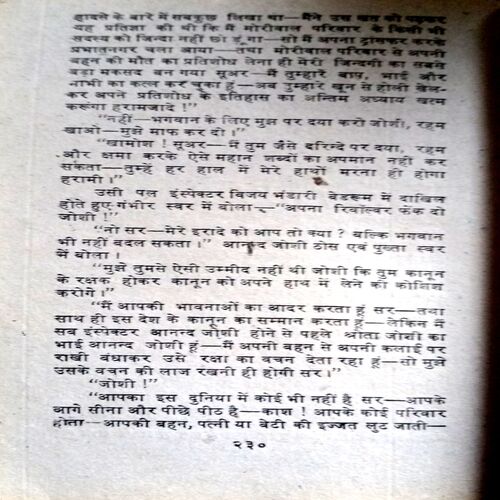 हादसे के बारे में सबकुछ लिखा था—मैंने उस खत को पढ़कर
यह प्रतिज्ञा की थी कि मैं मोरीवाल परिवार के किसी भी
सदस्य को जिन्दा नहीं छोड़ूंगा—सो मैं अपना ट्रांसफर कराके
प्रभातनगर चला आया—तथा मोरीवाल परिवार से अपनी
बहन की मौत का प्रतिशोध लेना ही मेरी जिन्दगी का सबसे
बड़ा मकसद बन गया सूअर—मैं तुम्हारे बाप, भाई और
भाभी का कत्ल कर चुका हूं—अब तुम्हारे खून से होली खेल-
कर अपने प्रतिशोध के इतिहास का अन्तिम अध्याय खत्म
करूंगा हरामजादे !”
“नहीं—भगवान के लिए मुझ पर दया करो जोशी, रहम
खाओ—मुझे माफ कर दो।”
“खामोश ! सूअर—मैं तुम जैसे दरिन्दे पर दया, रहम
और क्षमा करके ऐसे महान शब्दों का अपमान नहीं कर
सकता—तुम्हें हर हाल में मेरे हाथों मरना ही होगा
हरामी।”
उसी पल इंस्पेक्टर विजय भंडारी बेडरूम में दाखिल
होते हुए गंभीर स्वर में बोला—“अपना रिवॉल्वर फेंक दो
जोशी !”
“नो सर—मेरे इरादे को आप तो क्या ? बल्कि भगवान
भी नहीं बदल सकता।” आनन्द जोशी ठोस एवं पुख्ता स्वर
में बोला।
“मुझे तुमसे ऐसी उम्मीद नहीं थी जोशी कि तुम कानून
के रक्षक होकर कानून को अपने हाथ में लेने की कोशिश
करोगे।”
“मैं आपकी भावनाओं का आदर करता हूं सर—तथा
साथ ही इस देश के कानून का सम्मान करता हूं—लेकिन मैं
सब इंस्पेक्टर आनन्द जोशी होने से पहले श्रोता जोशी का
भाई आनन्द जोशी हूं—मैं अपनी बहन से अपनी कलाई पर
राखी बंधाकर उसे रक्षा का वचन देता रहा हूं—सो मुझे
उसके वचन की लाज रखनी ही होगी सर।”
“जोशी !”
“आपका इस दुनिया में कोई भी नहीं है सर—आपके
आगे सीना और पीछे पीठ है—काश ! आपके कोई परिवार
होता—आपकी बहन, पत्नी या बेटी की इज्जत लुट जाती—
२३०